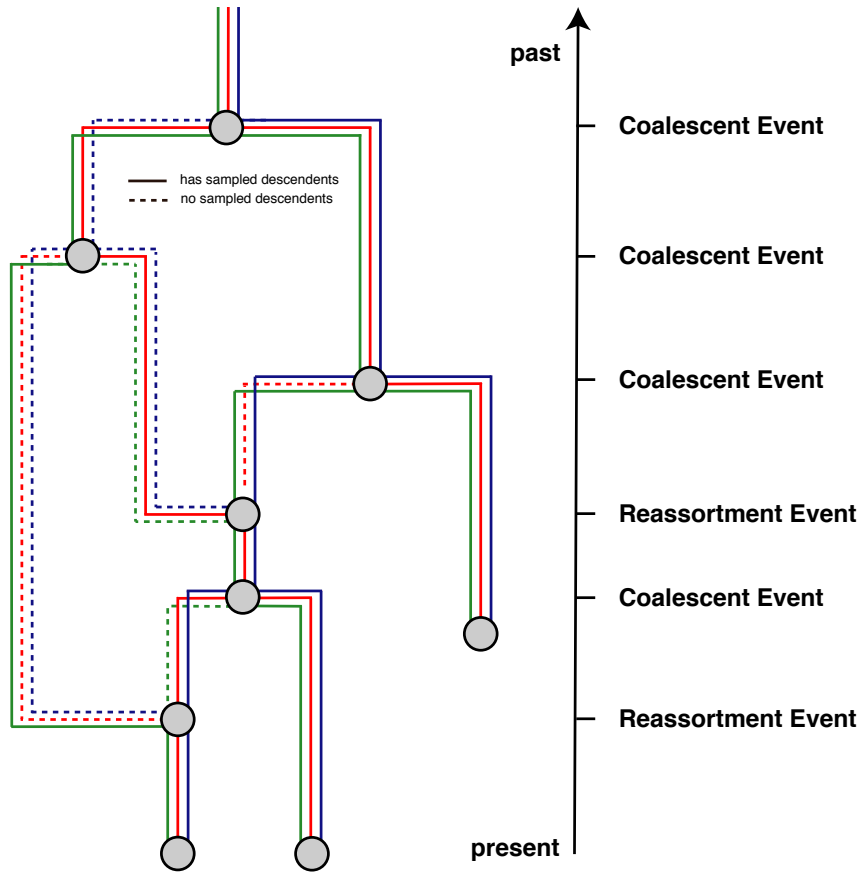 past
Coalescent Event
has sampled descendents
no sampled descendents
Coalescent Event
Coalescent Event
Reassortment Event
Coalescent Event
Reassortment Event
present